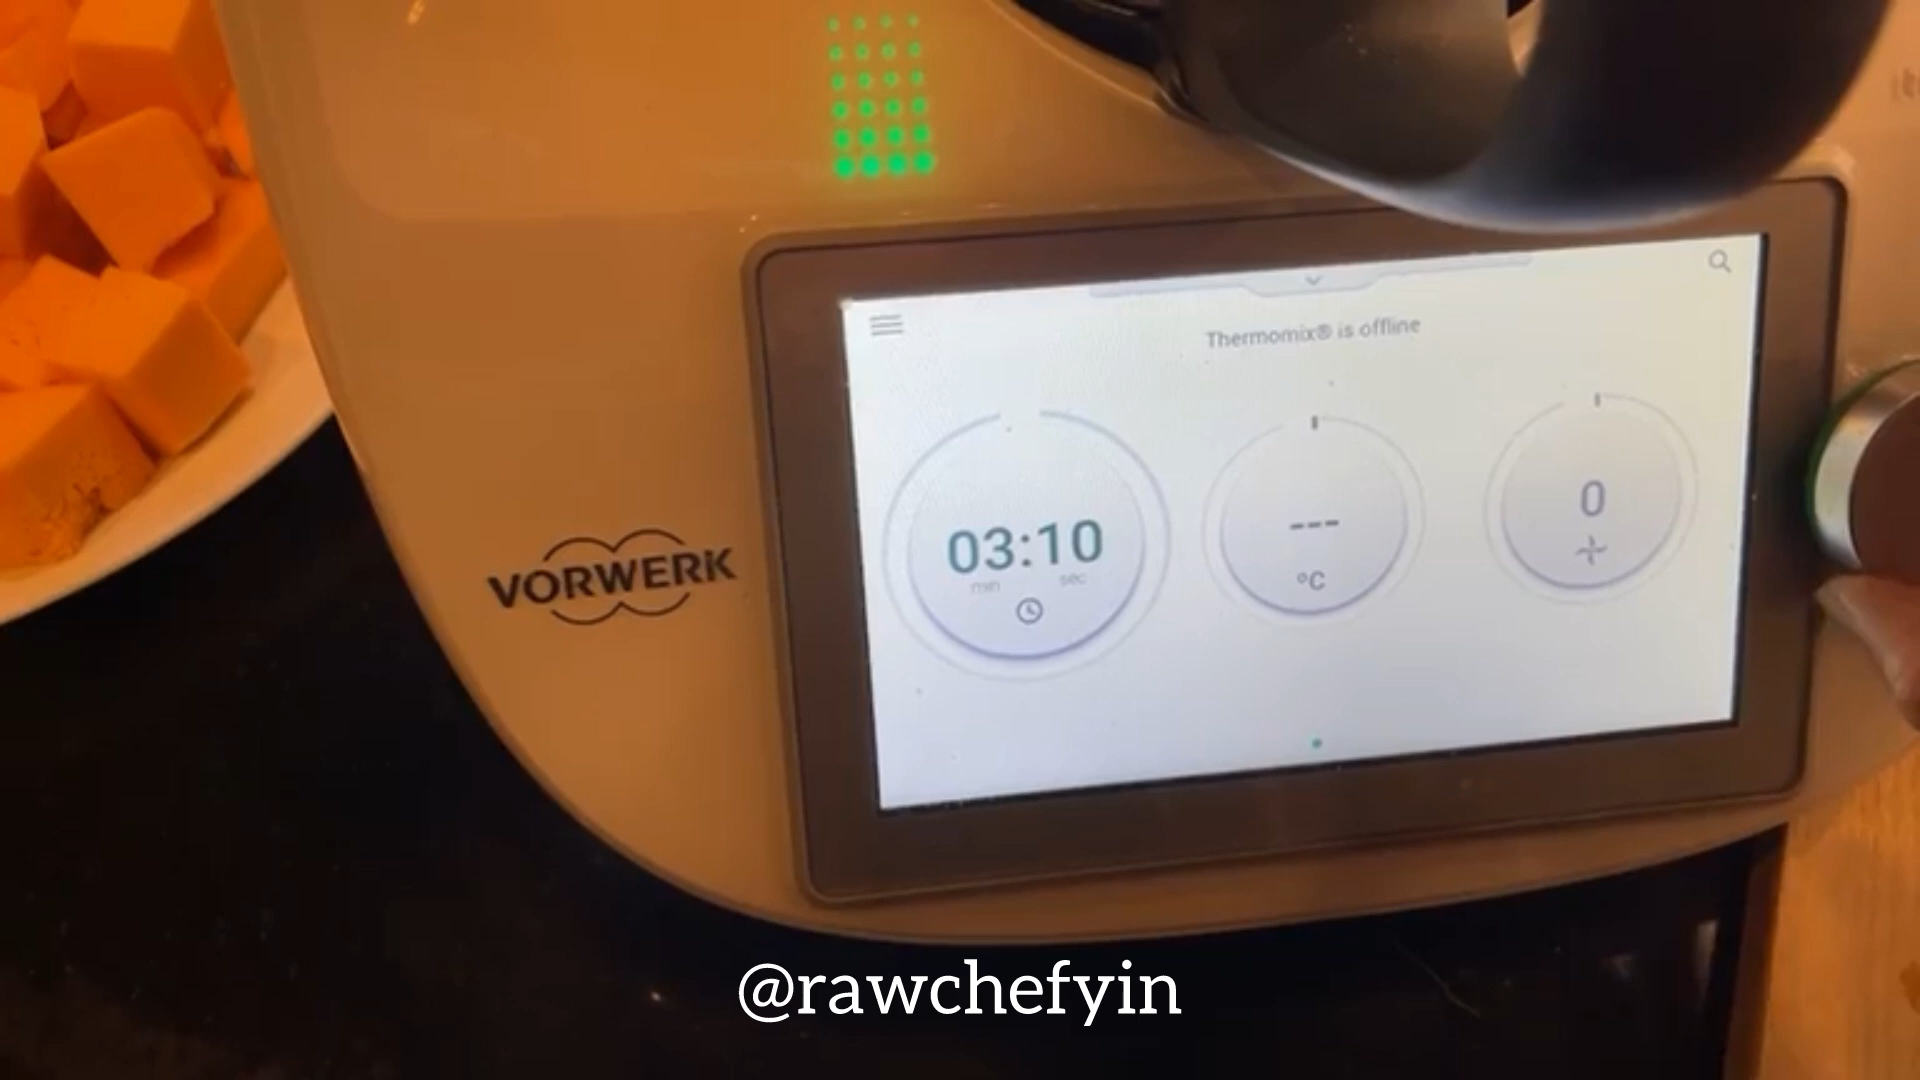 Thermomix® is offline
03:10
min sec
---
°C
0
VORWERK
@rawchefyin